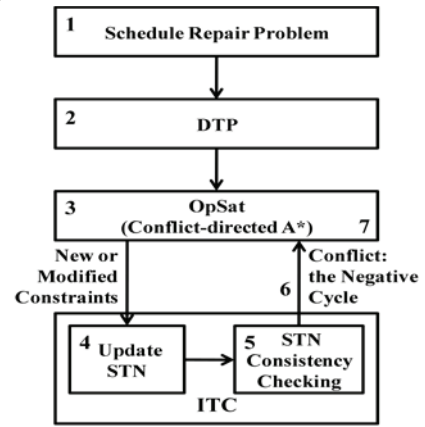 1
Schedule Repair Problem
2
DTP
3
OpSat
(Conflict-directed A*)
7
New or
Modified
Constraints
6
Conflict:
the Negative
Cycle
4
Update
STN
5
STN
Consistency
Checking
ITC